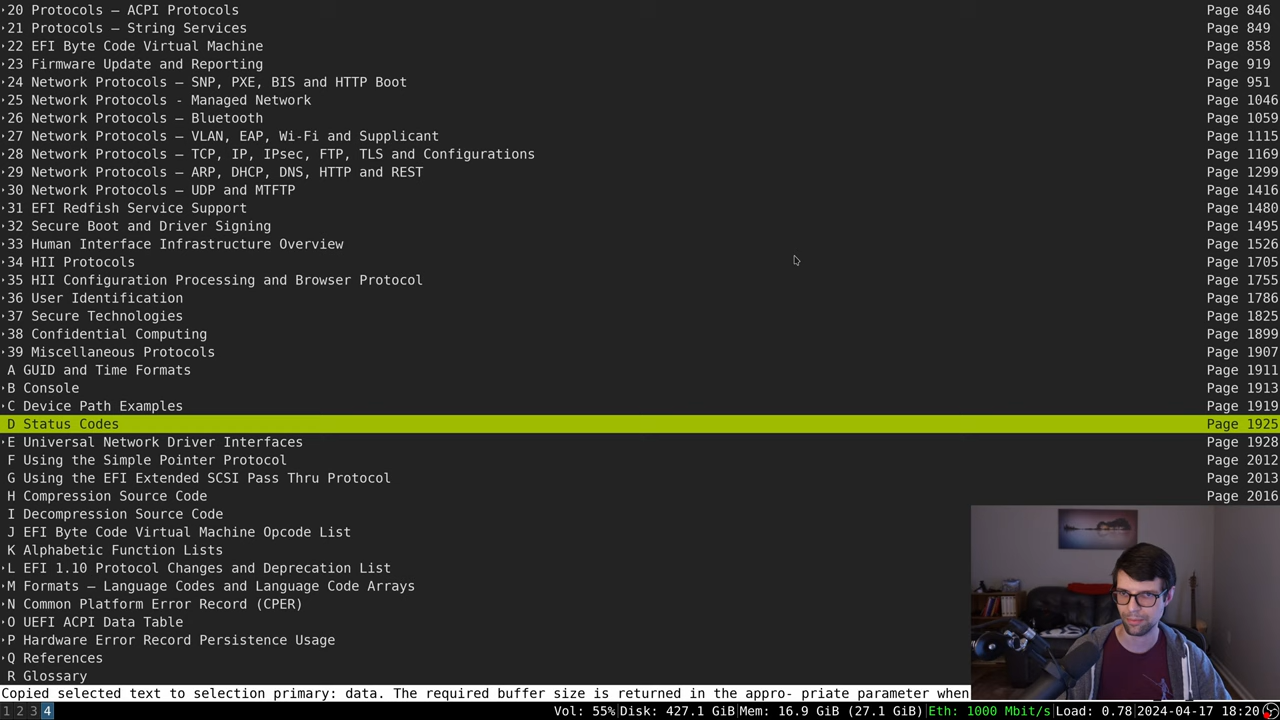 20 Protocols — ACPI Protocols Page 846
21 Protocols — String Services Page 849
22 EFI Byte Code Virtual Machine Page 858
23 Firmware Update and Reporting Page 919
24 Network Protocols — SNP, PXE, BIS and HTTP Boot Page 951
25 Network Protocols - Managed Network Page 1046
26 Network Protocols — Bluetooth Page 1059
27 Network Protocols — VLAN, EAP, Wi-Fi and Supplicant Page 1115
28 Network Protocols — TCP, IP, IPsec, FTP, TLS and Configurations Page 1169
29 Network Protocols — ARP, DHCP, DNS, HTTP and REST Page 1299
30 Network Protocols — UDP and MTFTP Page 1416
31 EFI Redfish Service Support Page 1480
32 Secure Boot and Driver Signing Page 1495
33 Human Interface Infrastructure Overview Page 1526
34 HII Protocols Page 1705
35 HII Configuration Processing and Browser Protocol Page 1755
36 User Identification Page 1786
37 Secure Technologies Page 1825
38 Confidential Computing Page 1899
39 Miscellaneous Protocols Page 1907
A GUID and Time Formats Page 1911
B Console Page 1913
C Device Path Examples Page 1919
D Status Codes Page 1925
E Universal Network Driver Interfaces Page 1928
F Using the Simple Pointer Protocol Page 2012
G Using the EFI Extended SCSI Pass Thru Protocol Page 2013
H Compression Source Code Page 2016
I Decompression Source Code
J EFI Byte Code Virtual Machine Opcode List
K Alphabetic Function Lists
L EFI 1.10 Protocol Changes and Deprecation List
M Formats — Language Codes and Language Code Arrays
N Common Platform Error Record (CPER)
O UEFI ACPI Data Table
P Hardware Error Record Persistence Usage
Q References
R Glossary
Copied selected text to selection primary: data. The required buffer size is returned in the appro- priate parameter when
1 2 3 4 Vol: 55% Disk: 427.1 GiB Mem: 16.9 GiB (27.1 GiB) Eth: 1000 Mbit/s Load: 0.78 2024-04-17 18:20